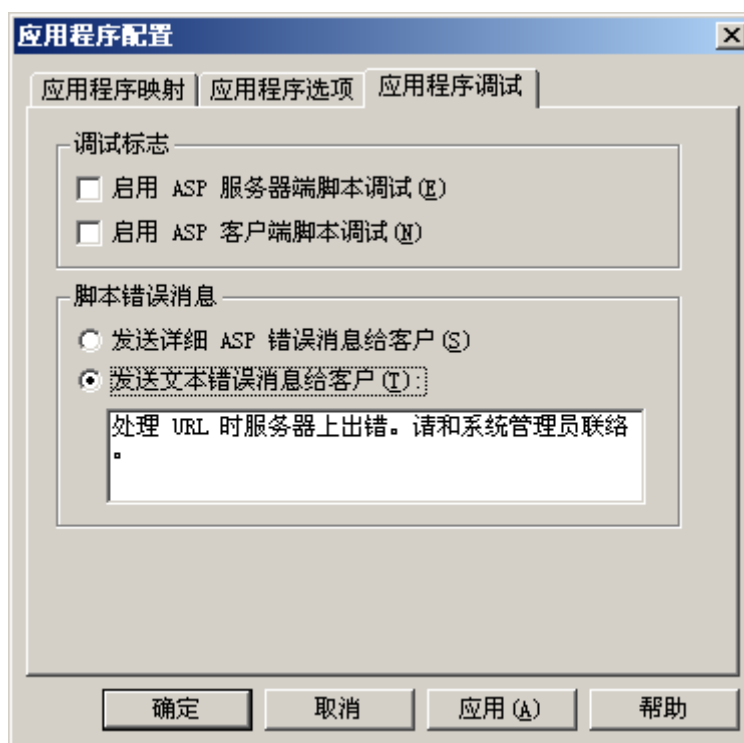 应用程序配置
应用程序映射 应用程序选项 应用程序调试
调试标志
启用 ASP 服务器端脚本调试(E)
启用 ASP 客户端脚本调试(N)
脚本错误消息
发送详细 ASP 错误消息给客户(S)
发送文本错误消息给客户(T):
处理 URL 时服务器上出错。请和系统管理员联络
。
确定 取消 应用(A) 帮助